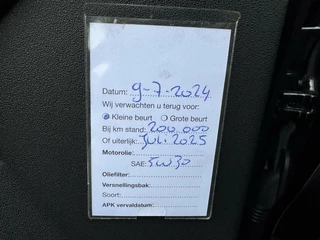 Datum: 9-7-2024
Wij verwachten u terug voor:
Kleine beurt Grote beurt
Bij km stand: 200.000
Of uiterlijk: Juli-2025
Motorolie:
SAE: 5W30
Oliefilter:
Versnellingsbak:
Soort:
APK vervaldatum: